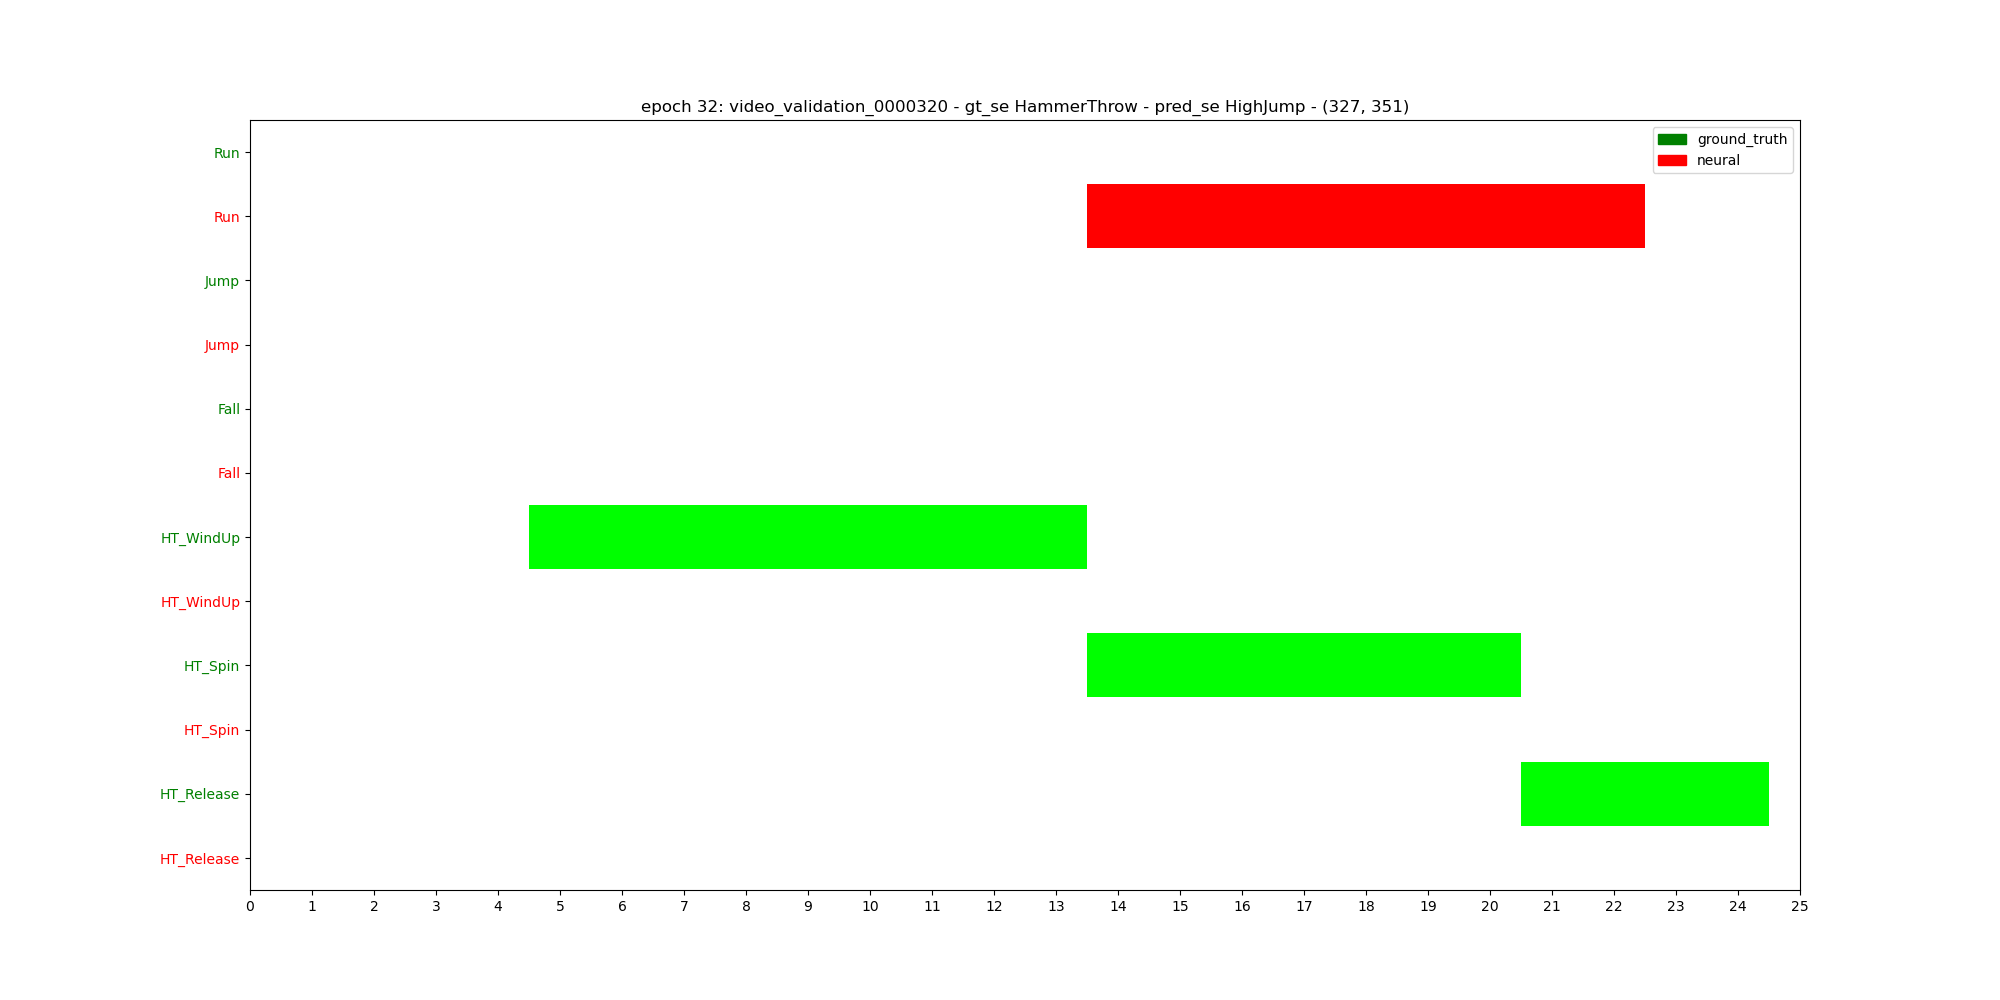 epoch 32: video_validation_0000320 - gt_se HammerThrow - pred_se HighJump - (327, 351)
ground_truth
neural
Run
Run
Jump
Jump
Fall
Fall
HT_WindUp
HT_WindUp
HT_Spin
HT_Spin
HT_Release
HT_Release
0 1 2 3 4 5 6 7 8 9 10 11 12 13 14 15 16 17 18 19 20 21 22 23 24 25